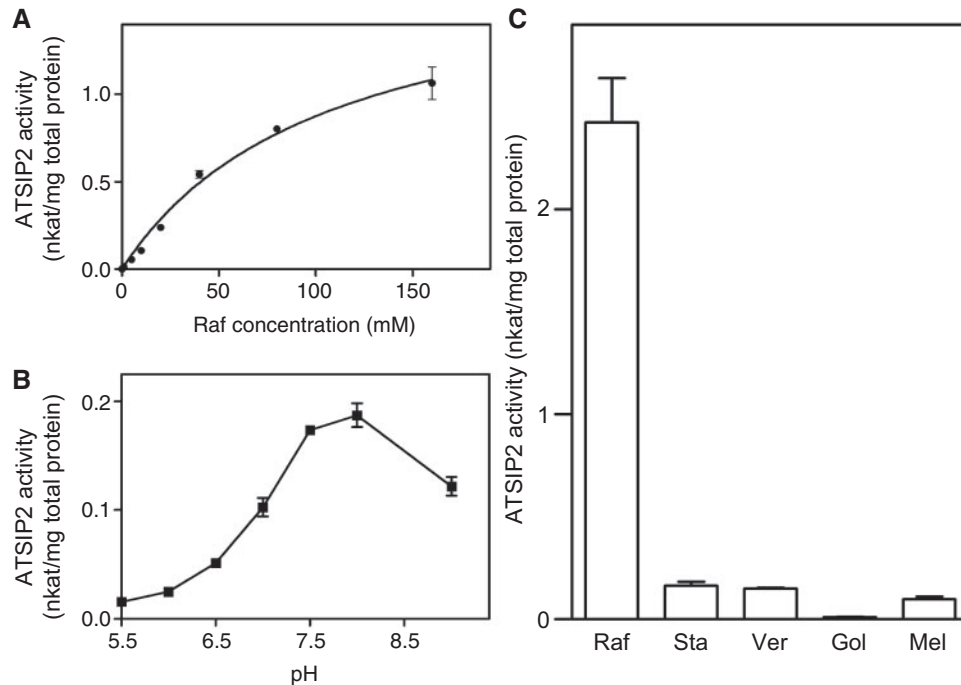 A
ATSIP2 activity
(nkat/mg total protein)
1.0
0.5
0.0
0
50
100
150
Raf concentration (mM)
B
ATSIP2 activity
(nkat/mg total protein)
0.2
0.1
0.0
5.5
6.5
7.5
8.5
pH
C
ATSIP2 activity (nkat/mg total protein)
2
1
0
Raf
Sta
Ver
Gol
Mel